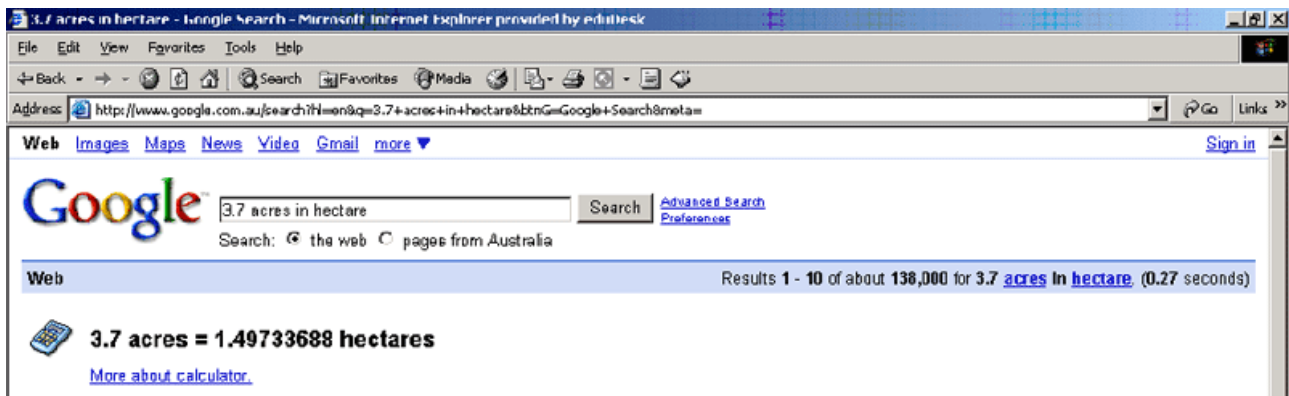 3.7 acres in hectare - Google Search - Microsoft Internet Explorer provided by eduDesk
File Edit View Favorites Tools Help
Back Search Favorites Media
Address http://www.google.com.au/search?hl=en&q=3.7+acres+in+hectare&btnG=Google+Search&meta= Go Links »
Web Images Maps News Video Gmail more ▼ Sign in
Google™ 3.7 acres in hectare Search Advanced Search
Preferences
Search: the web pages from Australia
Web Results 1 - 10 of about 138,000 for 3.7 acres in hectare. (0.27 seconds)
3.7 acres = 1.49733688 hectares
More about calculator.